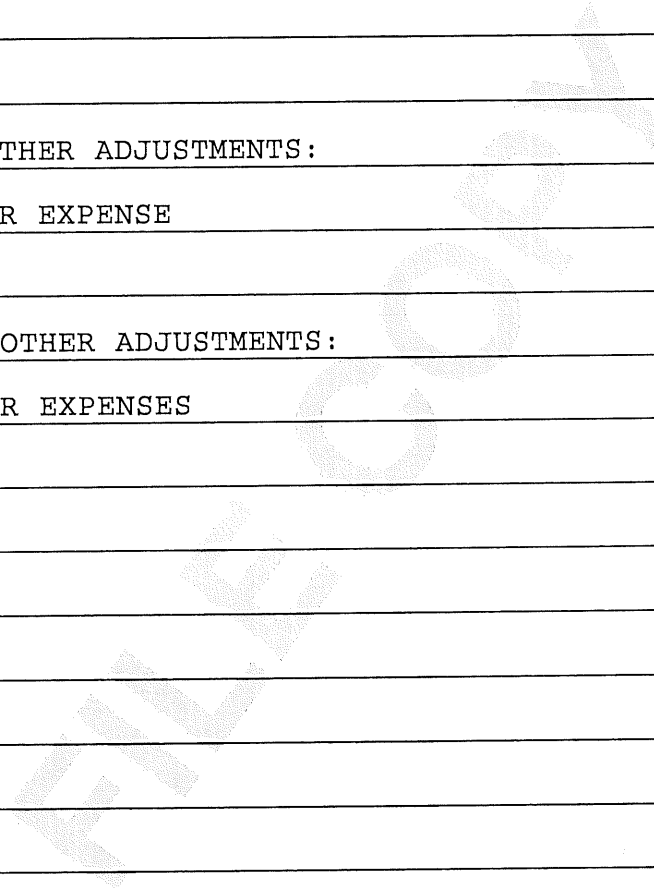 THER ADJUSTMENTS:
R EXPENSE
OTHER ADJUSTMENTS:
R EXPENSES
FILE COPY